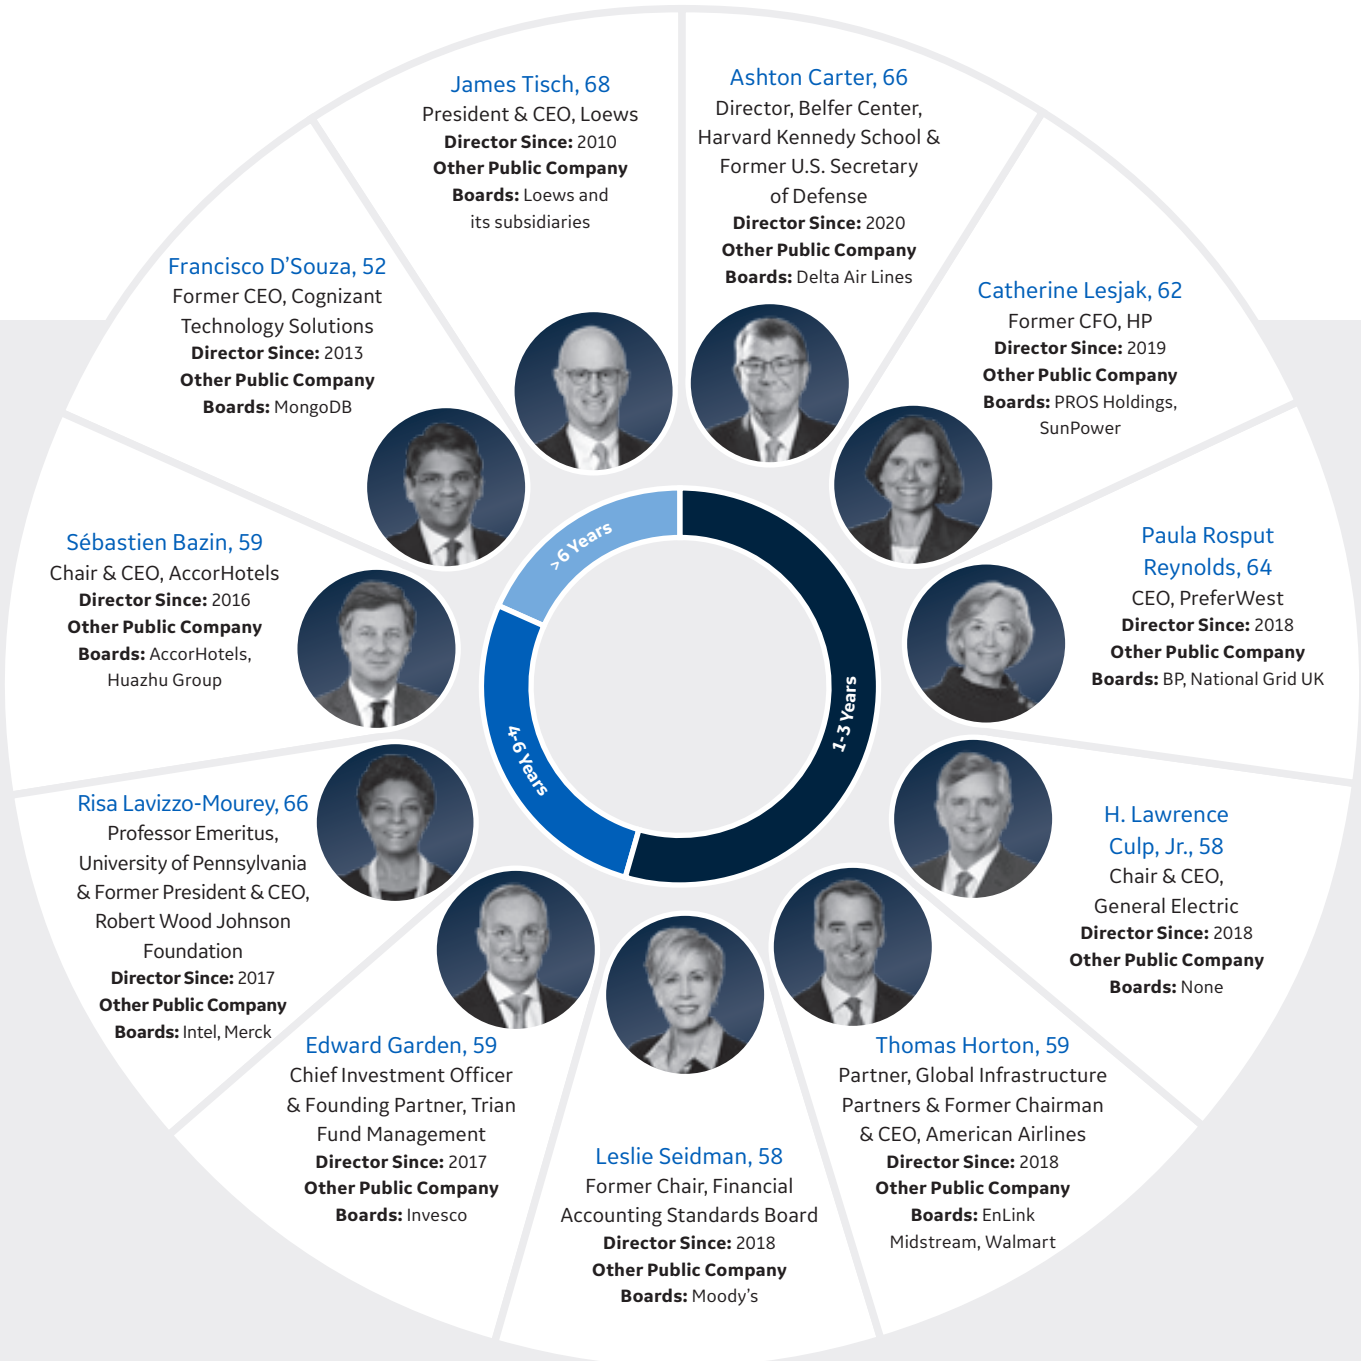 James Tisch, 68
President & CEO, Loews
Director Since: 2010
Other Public Company
Boards: Loews and
its subsidiaries
Ashton Carter, 66
Director, Belfer Center,
Harvard Kennedy School &
Former U.S. Secretary
of Defense
Director Since: 2020
Other Public Company
Boards: Delta Air Lines
Catherine Lesjak, 62
Former CFO, HP
Director Since: 2019
Other Public Company
Boards: PROS Holdings,
SunPower
Paula Rosput
Reynolds, 64
CEO, PreferWest
Director Since: 2018
Other Public Company
Boards: BP, National Grid UK
H. Lawrence
Culp, Jr., 58
Chair & CEO,
General Electric
Director Since: 2018
Other Public Company
Boards: None
Thomas Horton, 59
Partner, Global Infrastructure
Partners & Former Chairman
& CEO, American Airlines
Director Since: 2018
Other Public Company
Boards: EnLink
Midstream, Walmart
Leslie Seidman, 58
Former Chair, Financial
Accounting Standards Board
Director Since: 2018
Other Public Company
Boards: Moody’s
Edward Garden, 59
Chief Investment Officer
& Founding Partner, Trian
Fund Management
Director Since: 2017
Other Public Company
Boards: Invesco
Risa Lavizzo-Mourey, 66
Professor Emeritus,
University of Pennsylvania
& Former President & CEO,
Robert Wood Johnson
Foundation
Director Since: 2017
Other Public Company
Boards: Intel, Merck
Sébastien Bazin, 59
Chair & CEO, AccorHotels
Director Since: 2016
Other Public Company
Boards: AccorHotels,
Huazhu Group
Francisco D’Souza, 52
Former CEO, Cognizant
Technology Solutions
Director Since: 2013
Other Public Company
Boards: MongoDB
>6 Years
1-3 Years
4-6 Years